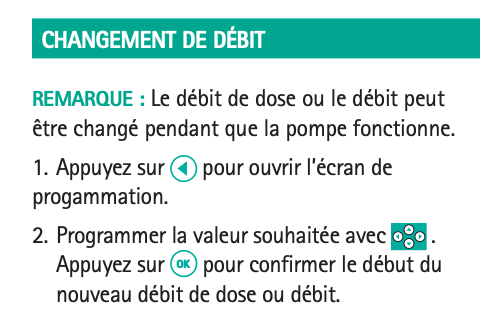 CHANGEMENT DE DÉBIT
REMARQUE : Le débit de dose ou le débit peut
être changé pendant que la pompe fonctionne.
1. Appuyez sur pour ouvrir l'écran de
progammation.
2. Programmer la valeur souhaitée avec .
Appuyez sur OK pour confirmer le début du
nouveau débit de dose ou débit.